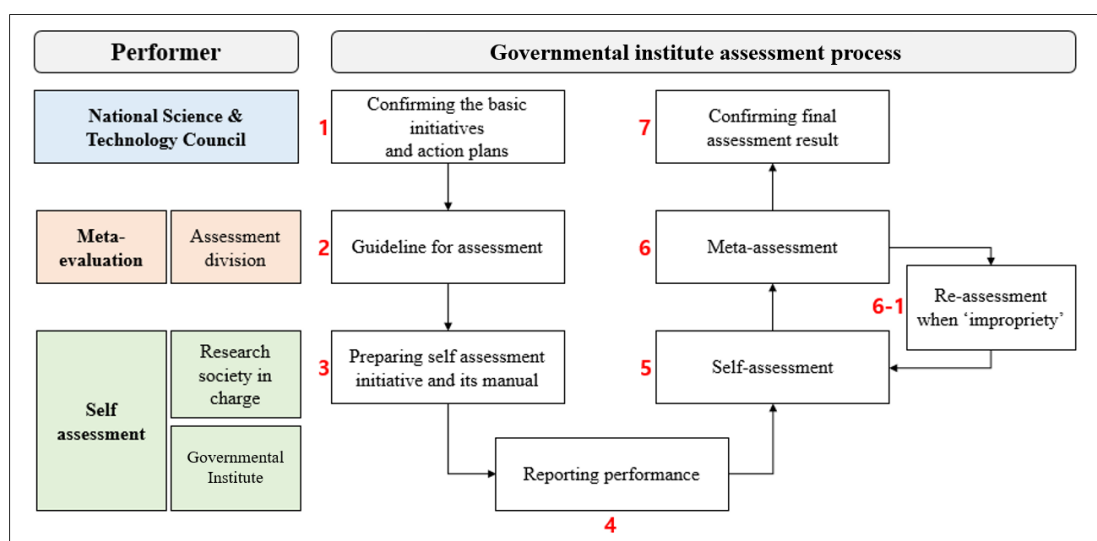 Performer
Governmental institute assessment process
National Science &
Technology Council
1
Confirming the basic
initiatives
and action plans
7
Confirming final
assessment result
Meta-
evaluation
Assessment
division
2
Guideline for assessment
6
Meta-assessment
6-1
Re-assessment
when ‘impropriety’
Self
assessment
Research
society in
charge
3
Preparing self assessment
initiative and its manual
5
Self-assessment
Governmental
Institute
Reporting performance
4